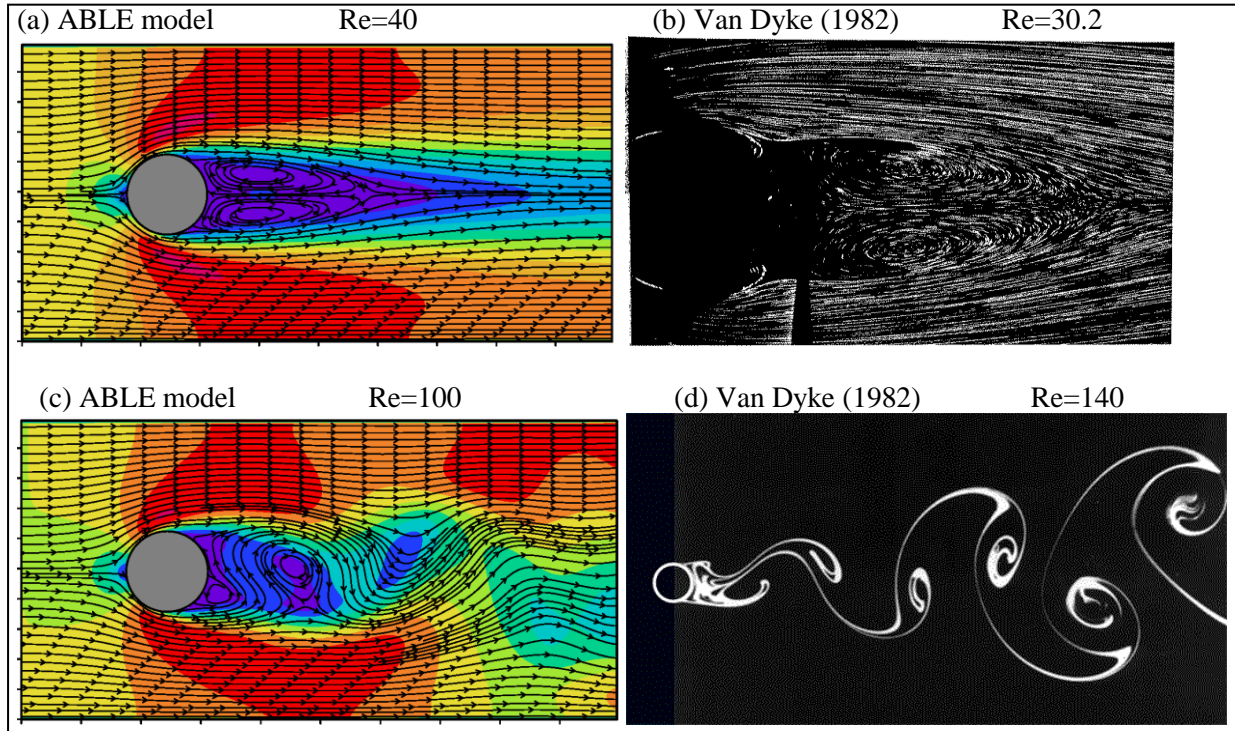 (a) ABLE model Re=40
(b) Van Dyke (1982) Re=30.2
(c) ABLE model Re=100
(d) Van Dyke (1982) Re=140